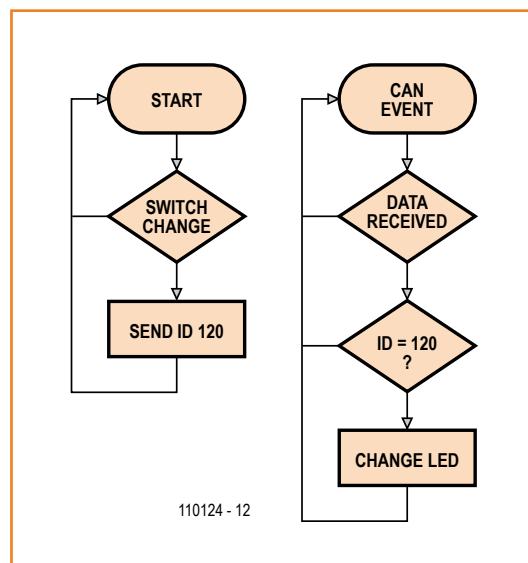 START
SWITCH
CHANGE
SEND ID 120
CAN
EVENT
DATA
RECEIVED
ID = 120
?
CHANGE LED
110124 - 12